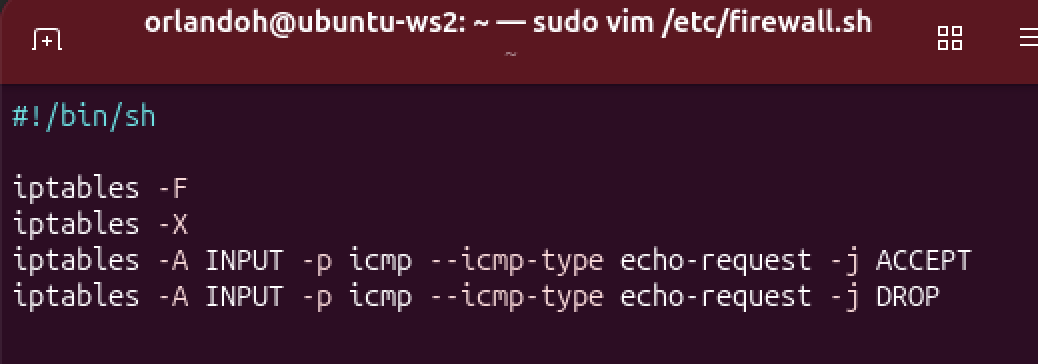 orlandoh@ubuntu-ws2: ~ — sudo vim /etc/firewall.sh
~
#!/bin/sh
iptables -F
iptables -X
iptables -A INPUT -p icmp --icmp-type echo-request -j ACCEPT
iptables -A INPUT -p icmp --icmp-type echo-request -j DROP